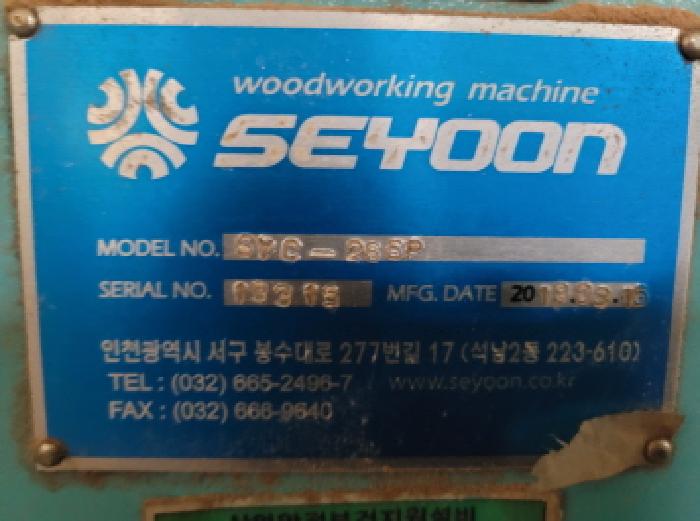 woodworking machine
SEYOON
MODEL NO.
SERIAL NO. MFG. DATE 20
인천광역시 서구 봉수대로 277번길 17 (석남2동 223-610)
TEL : (032) 665-2496-7 www.seyoon.co.kr
FAX : (032) 666-9640